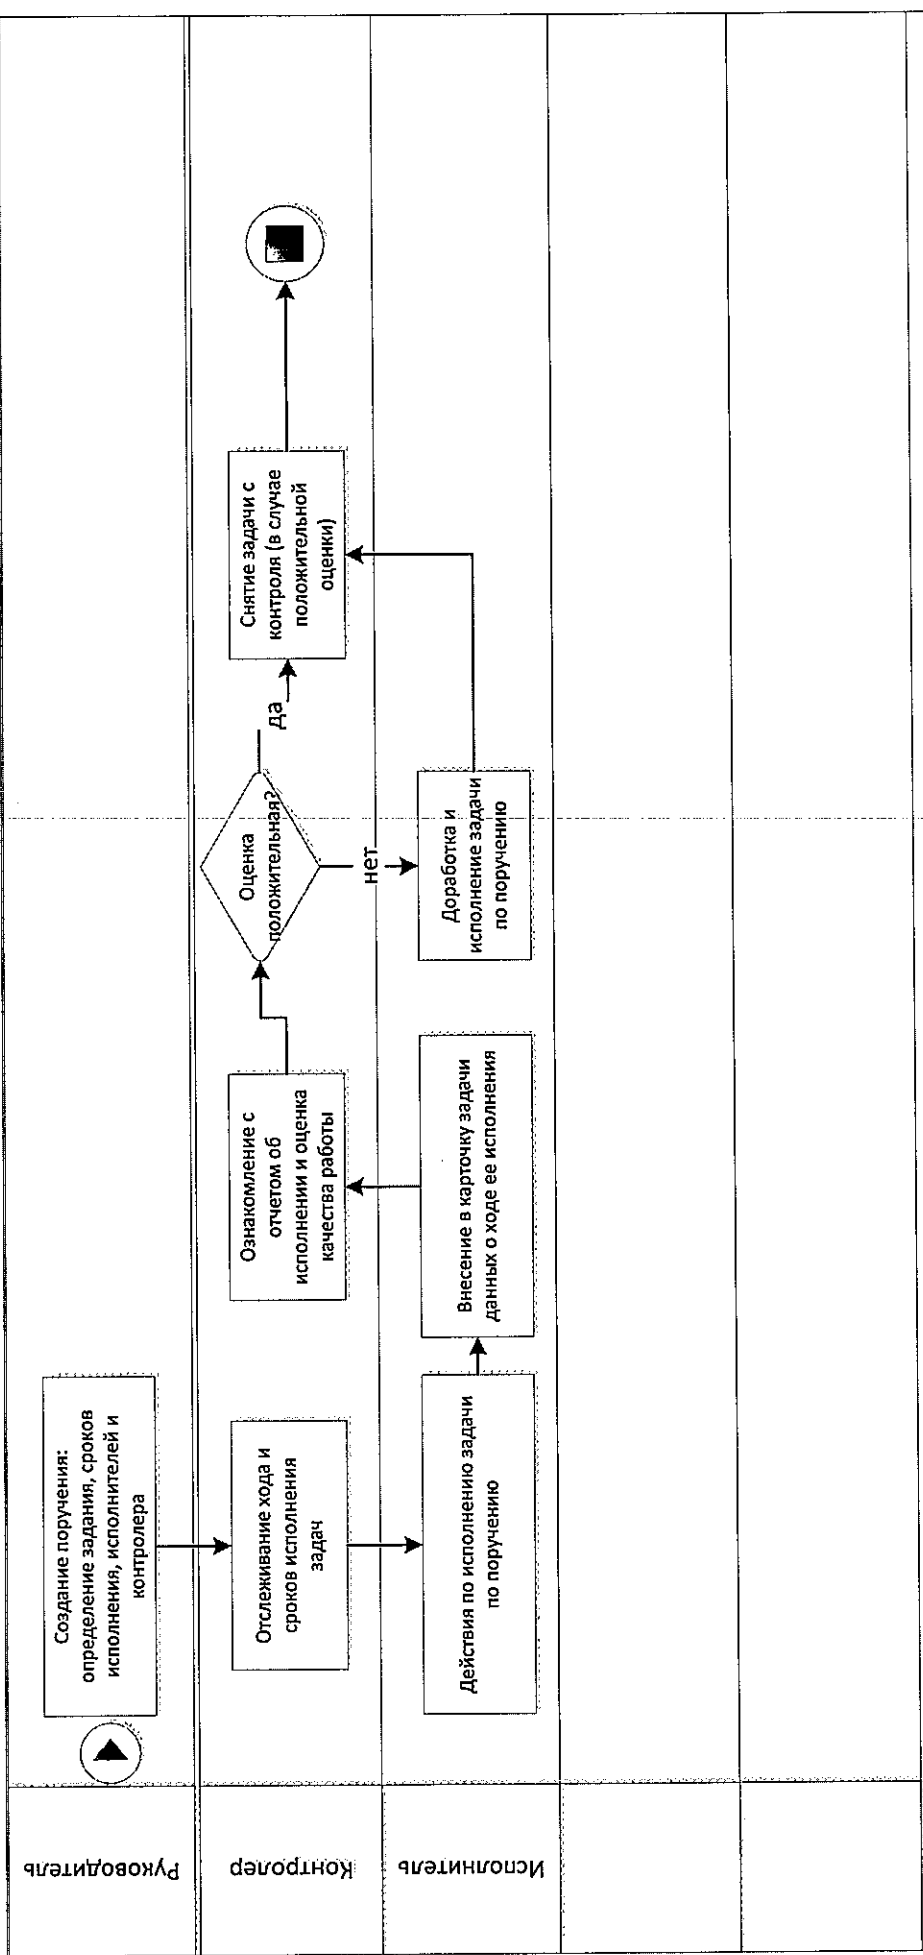 Руководитель
Создание поручения:
определение задания, сроков
исполнения, исполнителей и
контролера
Контролер
Отслеживание хода и
сроков исполнения
задач
Ознакомление с
отчетом об
исполнении и оценка
качества работы
Оценка
положительная?
да
нет
Снятие задачи с
контроля (в случае
положительной
оценки)
Исполнитель
Действия по исполнению задачи
по поручению
Внесение в карточку задачи
данных о ходе ее исполнения
Доработка и
исполнение задачи
по поручению